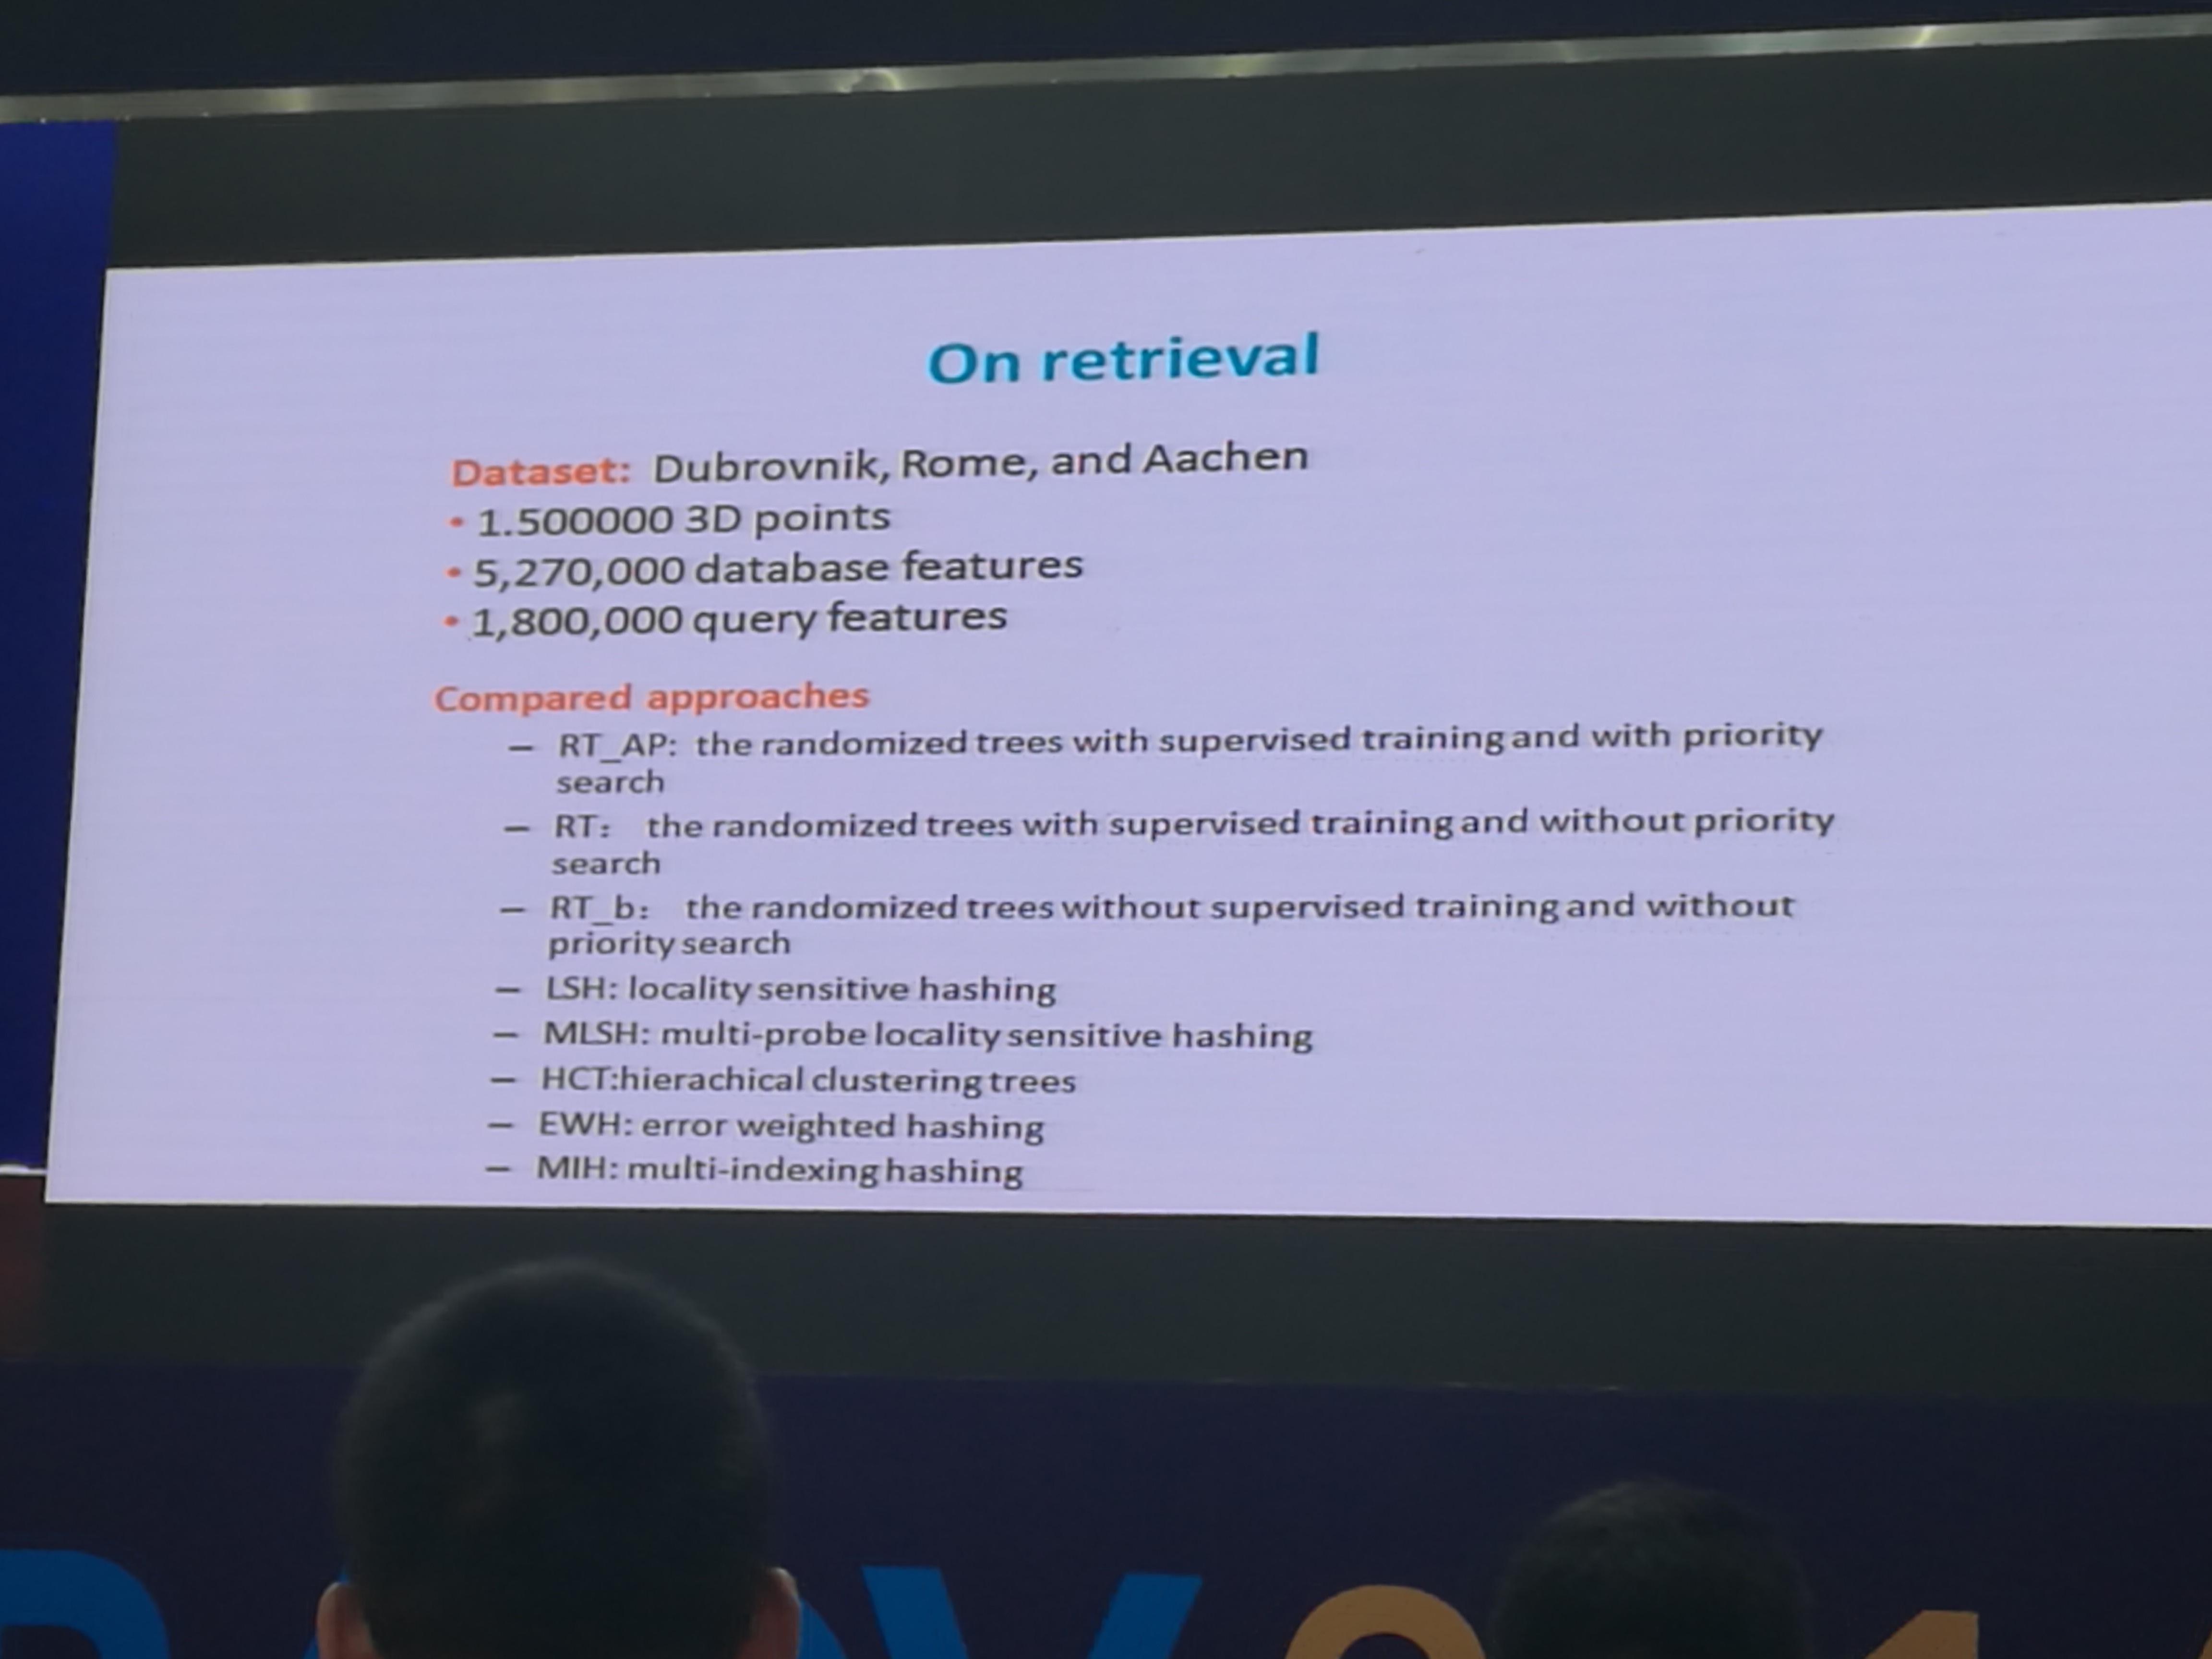 On retrieval
Dataset: Dubrovnik, Rome, and Aachen
• 1.500000 3D points
• 5,270,000 database features
• 1,800,000 query features
Compared approaches
– RT_AP: the randomized trees with supervised training and with priority
search
– RT: the randomized trees with supervised training and without priority
search
– RT_b: the randomized trees without supervised training and without
priority search
– LSH: locality sensitive hashing
– MLSH: multi-probe locality sensitive hashing
– HCT:hierachical clustering trees
– EWH: error weighted hashing
– MIH: multi-indexing hashing